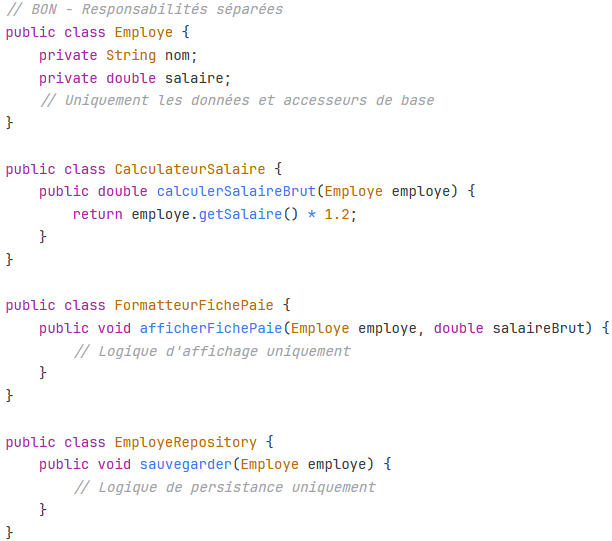 // BON - Responsabilités séparées
public class Employe {
    private String nom;
    private double salaire;
    // Uniquement les données et accesseurs de base
}

public class CalculateurSalaire {
    public double calculerSalaireBrut(Employe employe) {
        return employe.getSalaire() * 1.2;
    }
}

public class FormatteurFichePaie {
    public void afficherFichePaie(Employe employe, double salaireBrut) {
        // Logique d'affichage uniquement
    }
}

public class EmployeRepository {
    public void sauvegarder(Employe employe) {
        // Logique de persistance uniquement
    }
}